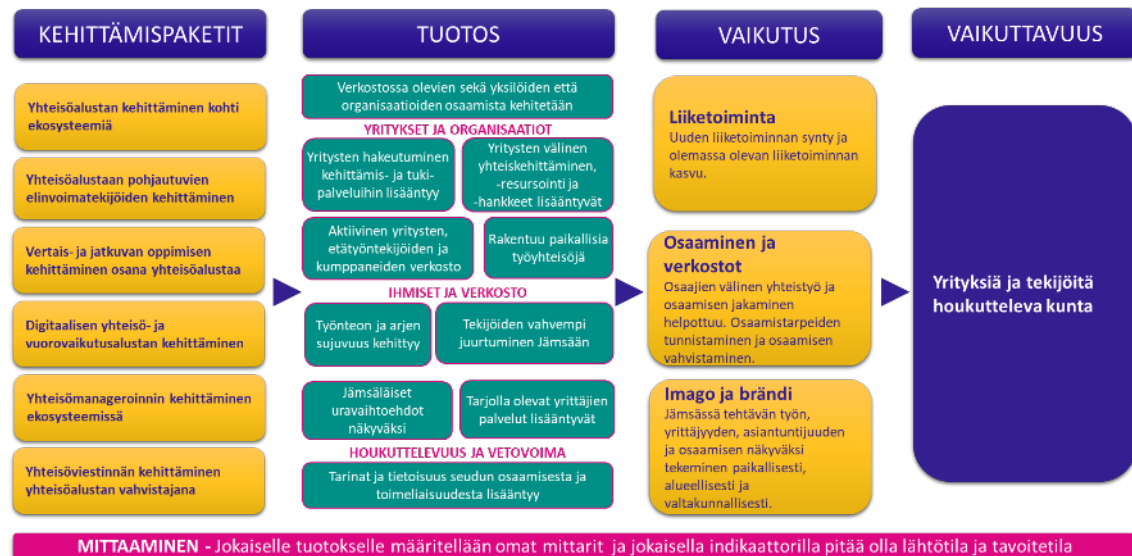 KEHITTÄMISPAKETIT
Yhteisöalustan kehittäminen kohti
ekosysteemiä
Yhteisöalustaan pohjautuvien
elinvoimatekijöiden kehittäminen
Vertais- ja jatkuvan oppimisen
kehittäminen osana yhteisöalustaa
Digitaalisen yhteisö- ja
vuorovaikutusalustan kehittäminen
Yhteisömanageroinnin kehittäminen
ekosysteemissä
Yhteisöviestinnän kehittäminen
yhteisöalustan vahvistajana
TUOTOS
Verkostossa olevien sekä yksilöiden että
organisaatioiden osaamista kehitetään
YRITYKSET JA ORGANISAATIOT
Yritysten hakeutuminen
kehittämis- ja tuki-
palveluihin lisääntyy
Yritysten välinen
yhteiskehittäminen,
-resursointi ja
-hankkeet lisääntyvät
Aktiivinen yritysten,
etätyöntekijöiden ja
kumppaneiden verkosto
Rakentuu paikallisia
työyhteisöjä
IHMISET JA VERKOSTO
Työnteon ja arjen
sujuvuus kehittyy
Tekijöiden vahvempi
juurtuminen Jämsään
Jämsäläiset
uravaihtoehdot
näkyväksi
Tarjolla olevat yrittäjien
palvelut lisääntyvät
HOUKUTTELEVUUS JA VETOVOIMA
Tarinat ja tietoisuus seudun osaamisesta ja
toimeliaisuudesta lisääntyy
VAIKUTUS
Liiketoiminta
Uuden liiketoiminnan synty ja
olemassa olevan liiketoiminnan
kasvu.
Osaaminen ja
verkostot
Osaajien välinen yhteistyö ja
osaamisen jakaminen
helpottuu. Osaamistarpeiden
tunnistaminen ja osaamisen
vahvistaminen.
Imago ja brändi
Jämsässä tehtävän työn,
yrittäjyyden, asiantuntijuuden
ja osaamisen näkyväksi
tekeminen paikallisesti,
alueellisesti ja
valtakunnallisesti.
VAIKUTTAVUUS
Yrityksiä ja tekijöitä
houkutteleva kunta
MITTAAMINEN - Jokaiselle tuotokselle määritellään omat mittarit ja jokaisella indikaattorilla pitää olla lähtötila ja tavoitetila